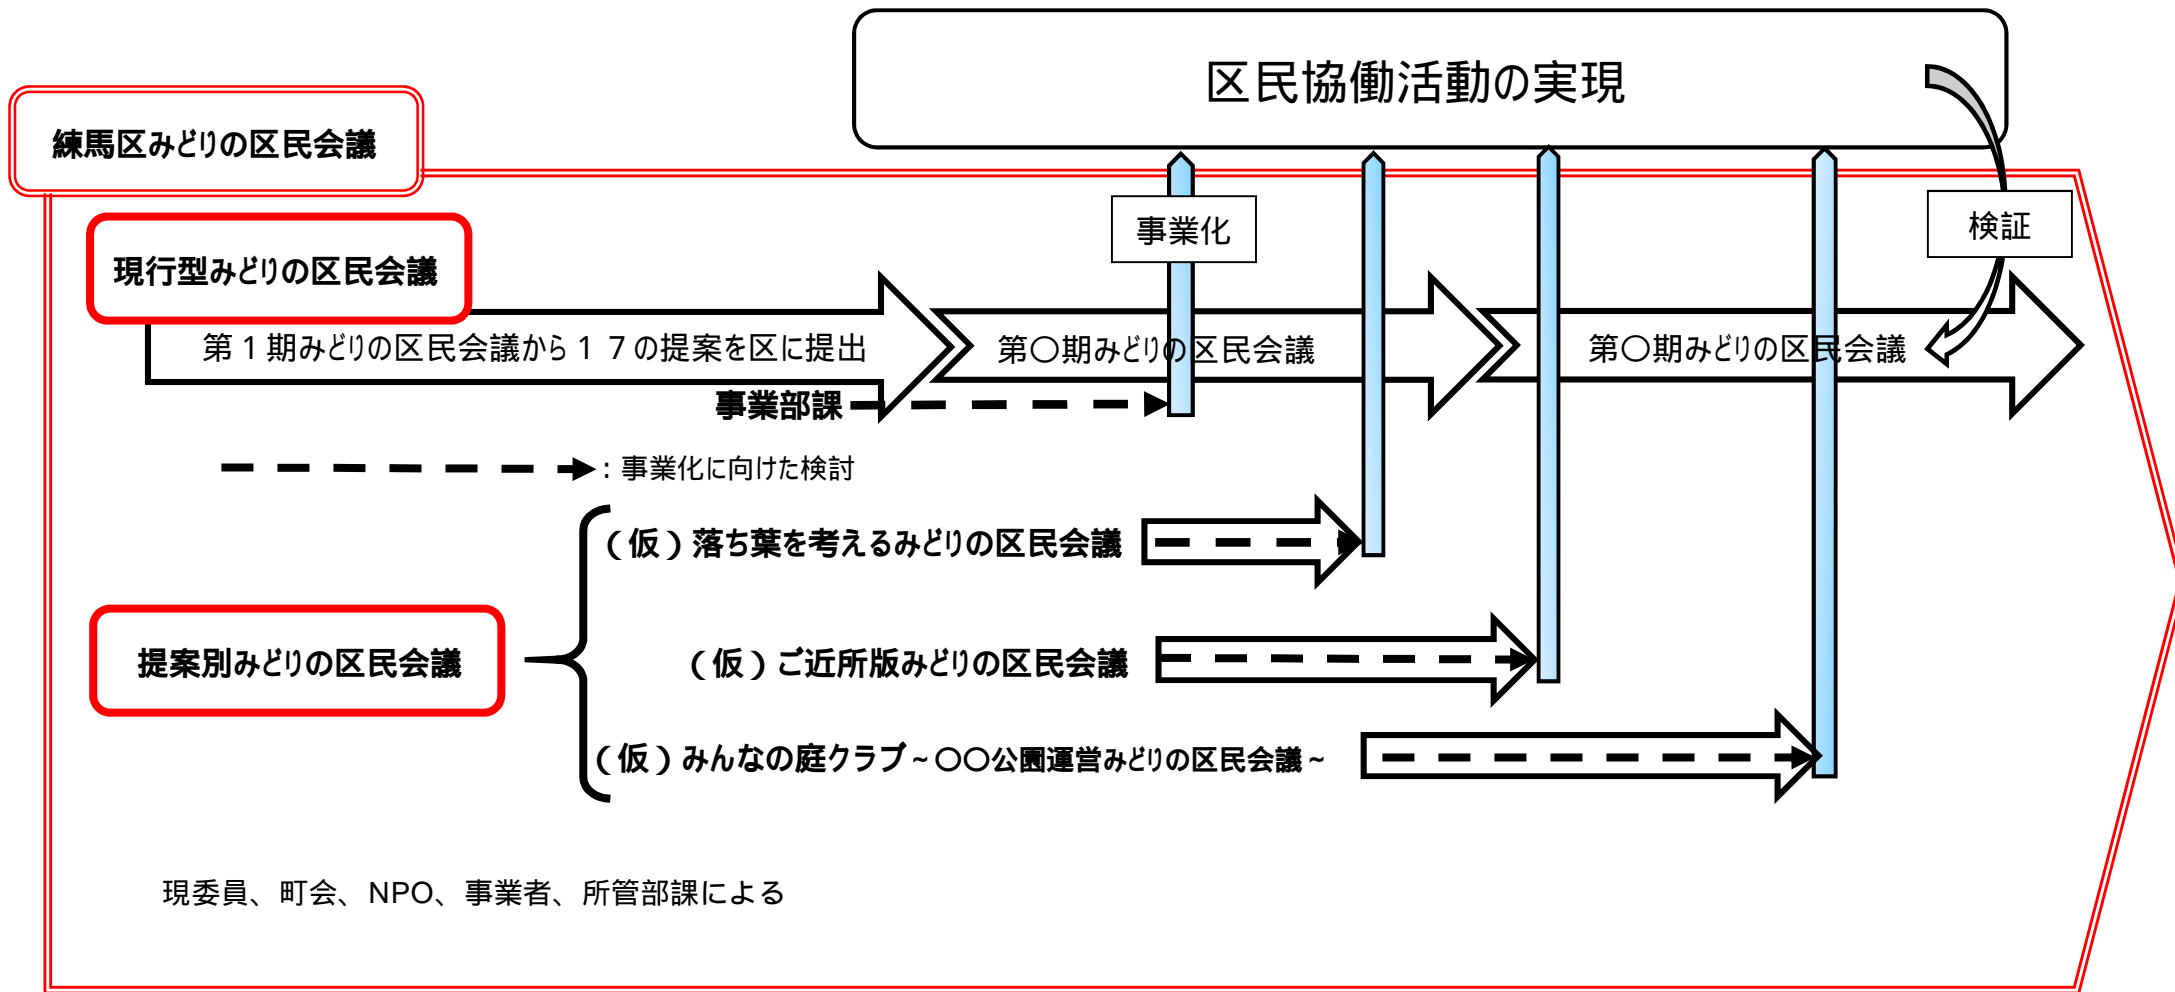 区民協働活動の実現
練馬区みどりの区民会議
事業化
検証
現行型みどりの区民会議
第1期みどりの区民会議から17の提案を区に提出
第〇期みどりの区民会議
第〇期みどりの区民会議
事業部課
：事業化に向けた検討
（仮）落ち葉を考えるみどりの区民会議
提案別みどりの区民会議
（仮）ご近所版みどりの区民会議
（仮）みんなの庭クラブ～〇〇公園運営みどりの区民会議～
現委員、町会、NPO、事業者、所管部課による